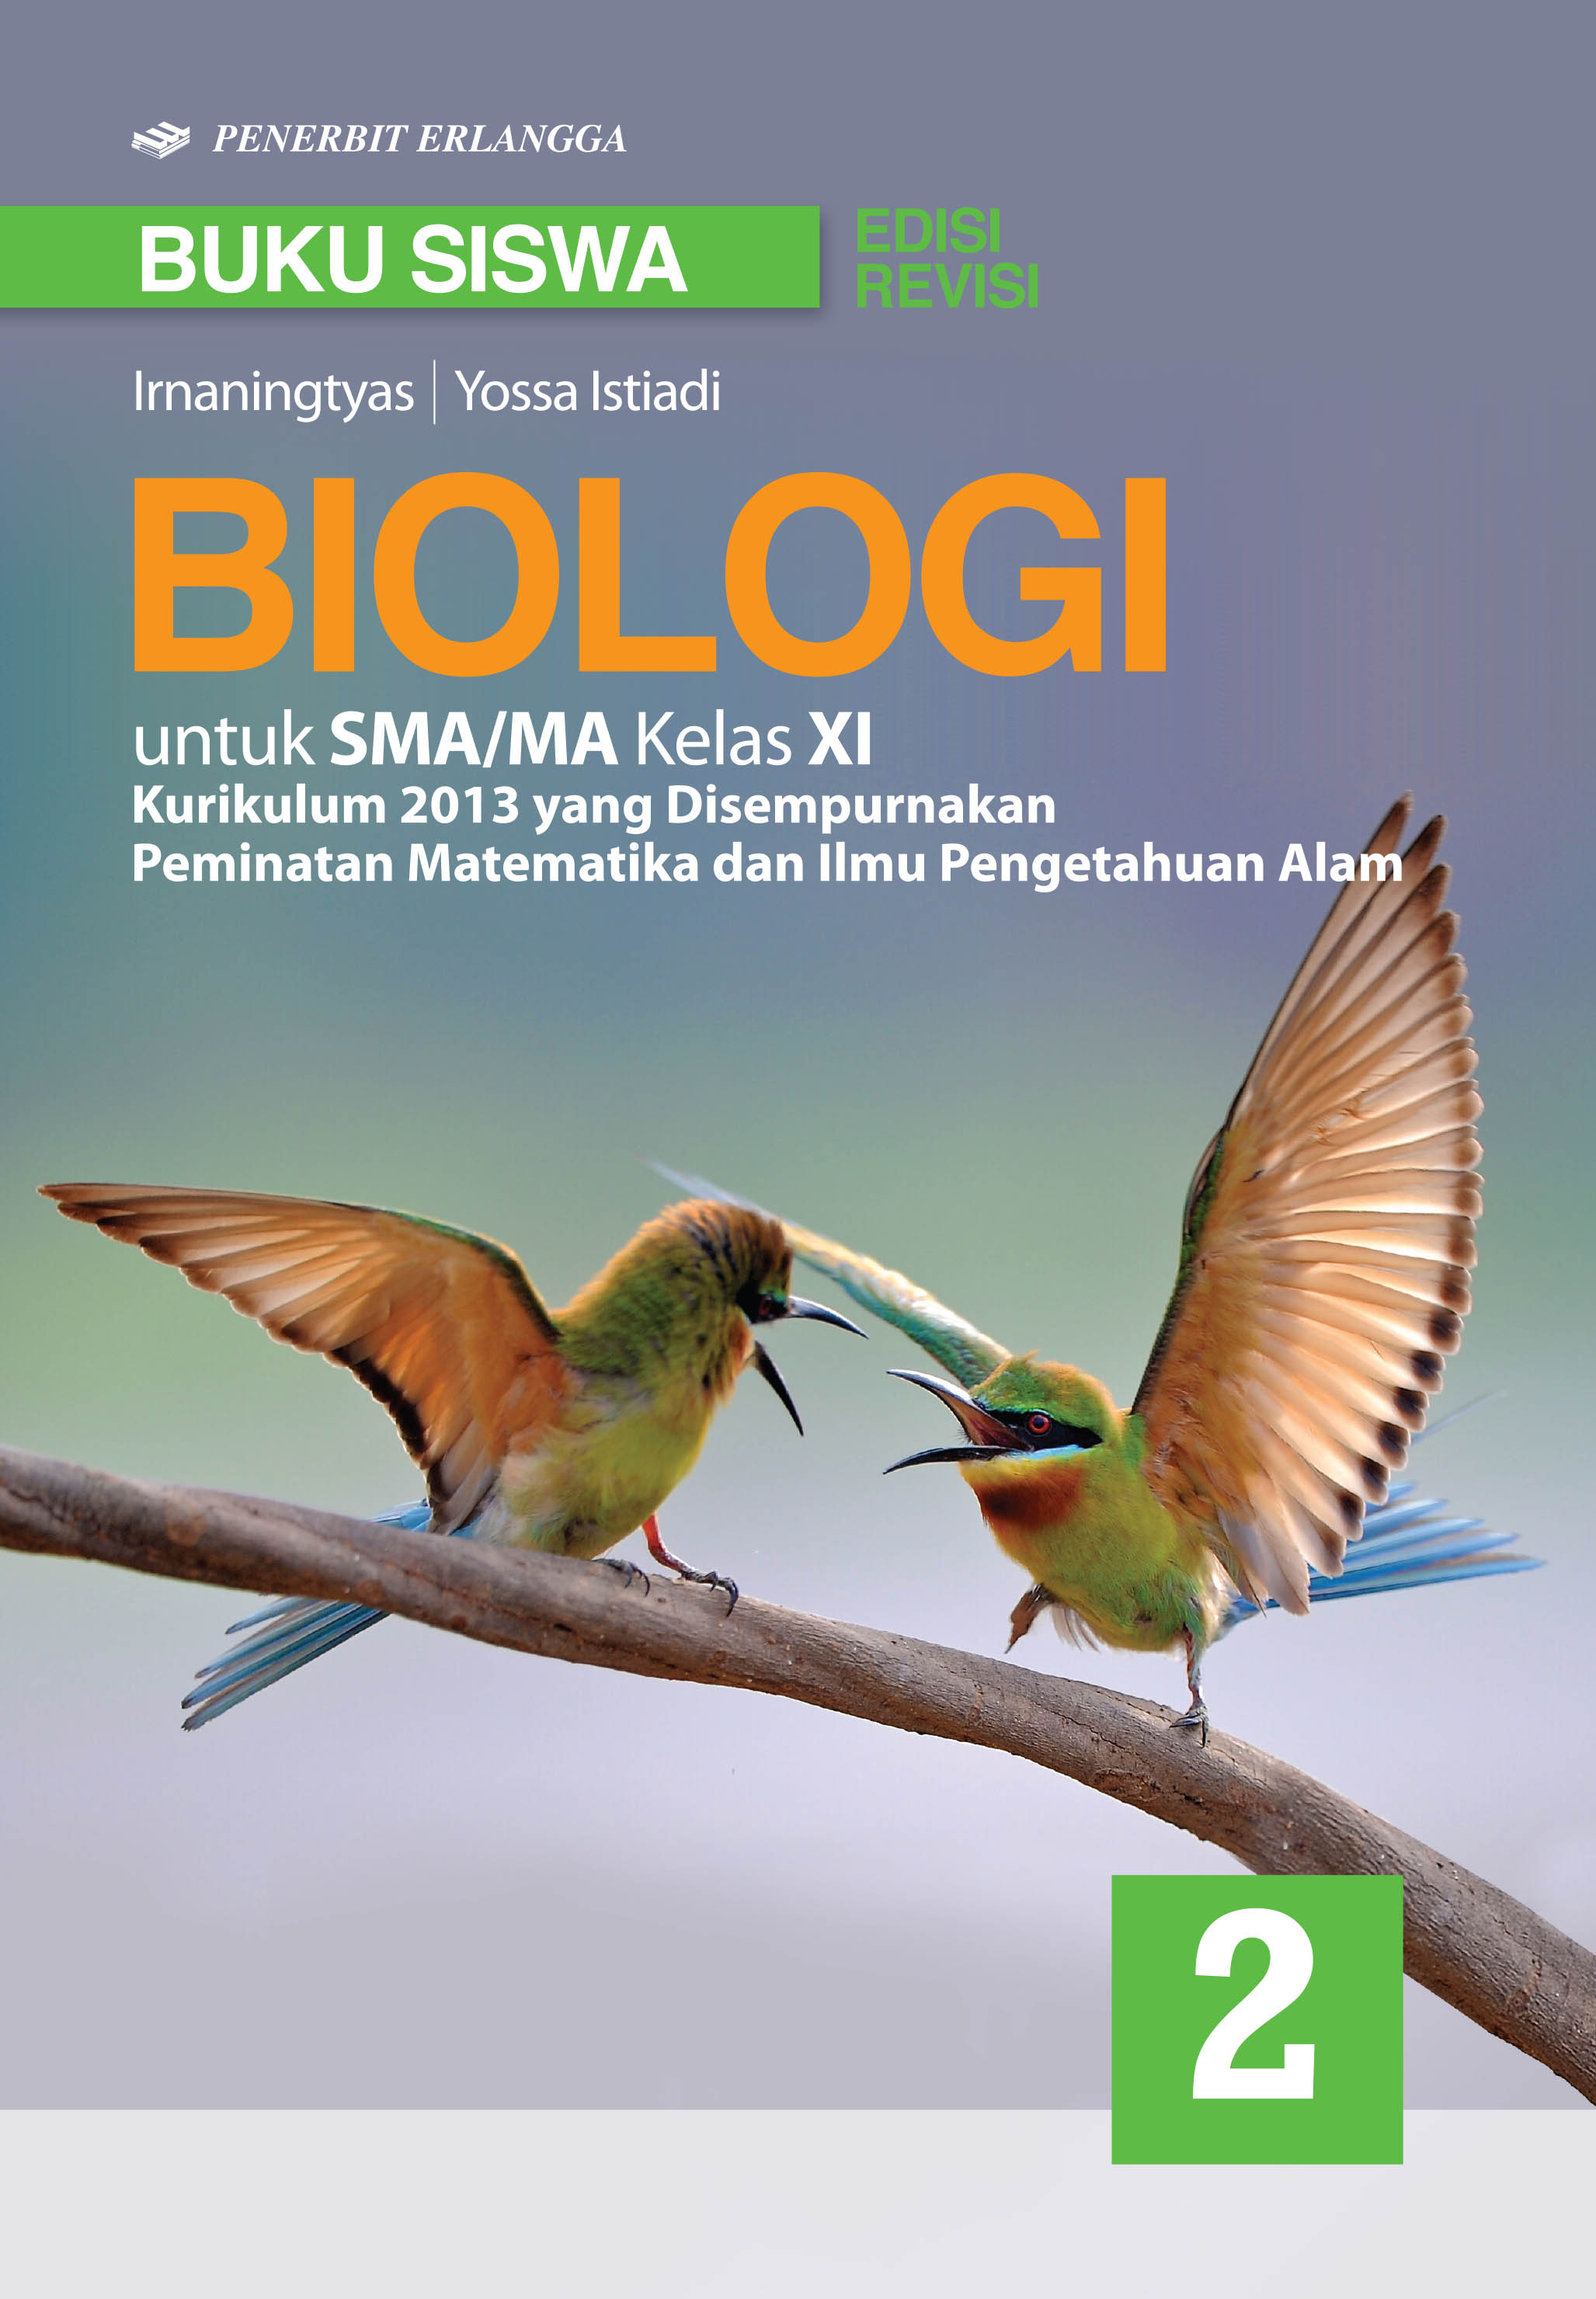 PENERBIT ERLANGGA
BUKU SISWA
EDISI
REVISI
Irnaningtyas | Yossa Istiadi
BIOLOGI
untuk SMA/MA Kelas XI
Kurikulum 2013 yang Disempurnakan
Peminatan Matematika dan Ilmu Pengetahuan Alam
2